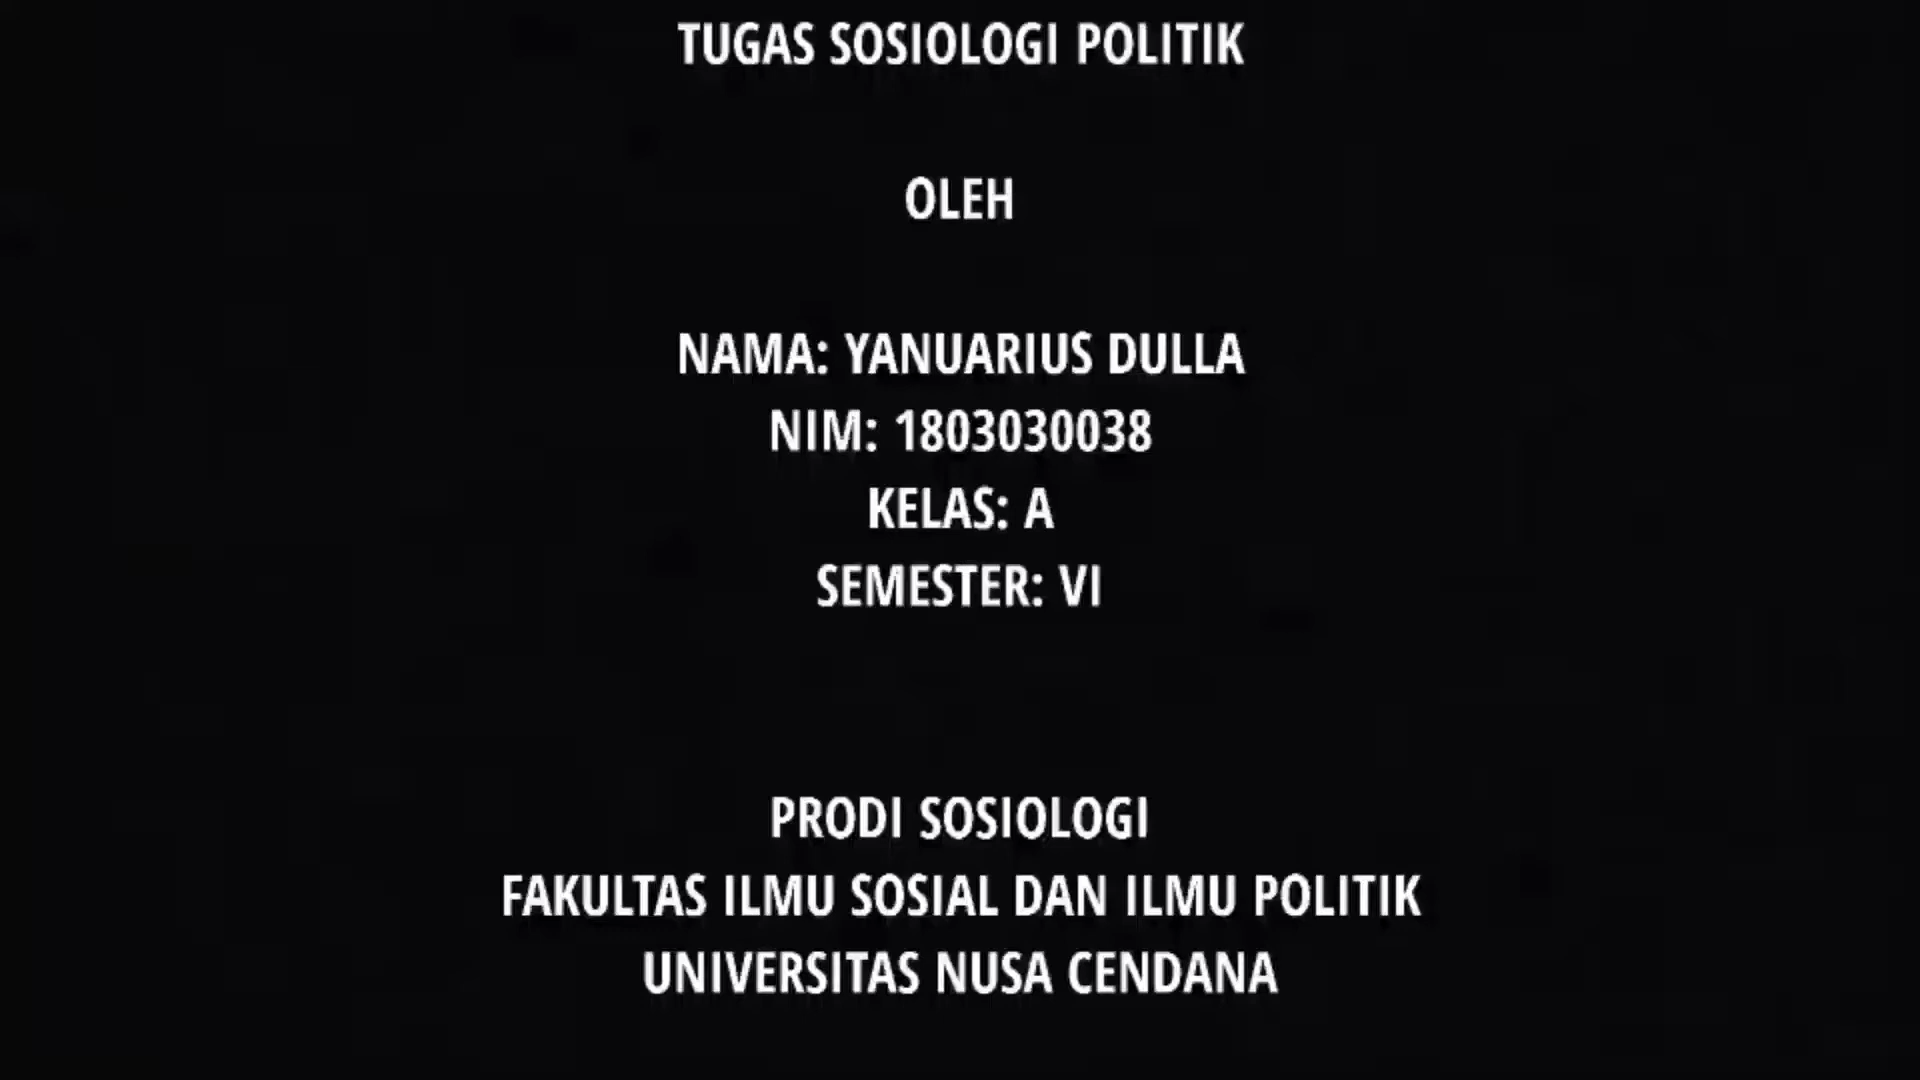 TUGAS SOSIOLOGI POLITIK
OLEH
NAMA: YANUARIUS DULLA
NIM: 1803030038
KELAS: A
SEMESTER: VI
PRODI SOSIOLOGI
FAKULTAS ILMU SOSIAL DAN ILMU POLITIK
UNIVERSITAS NUSA CENDANA